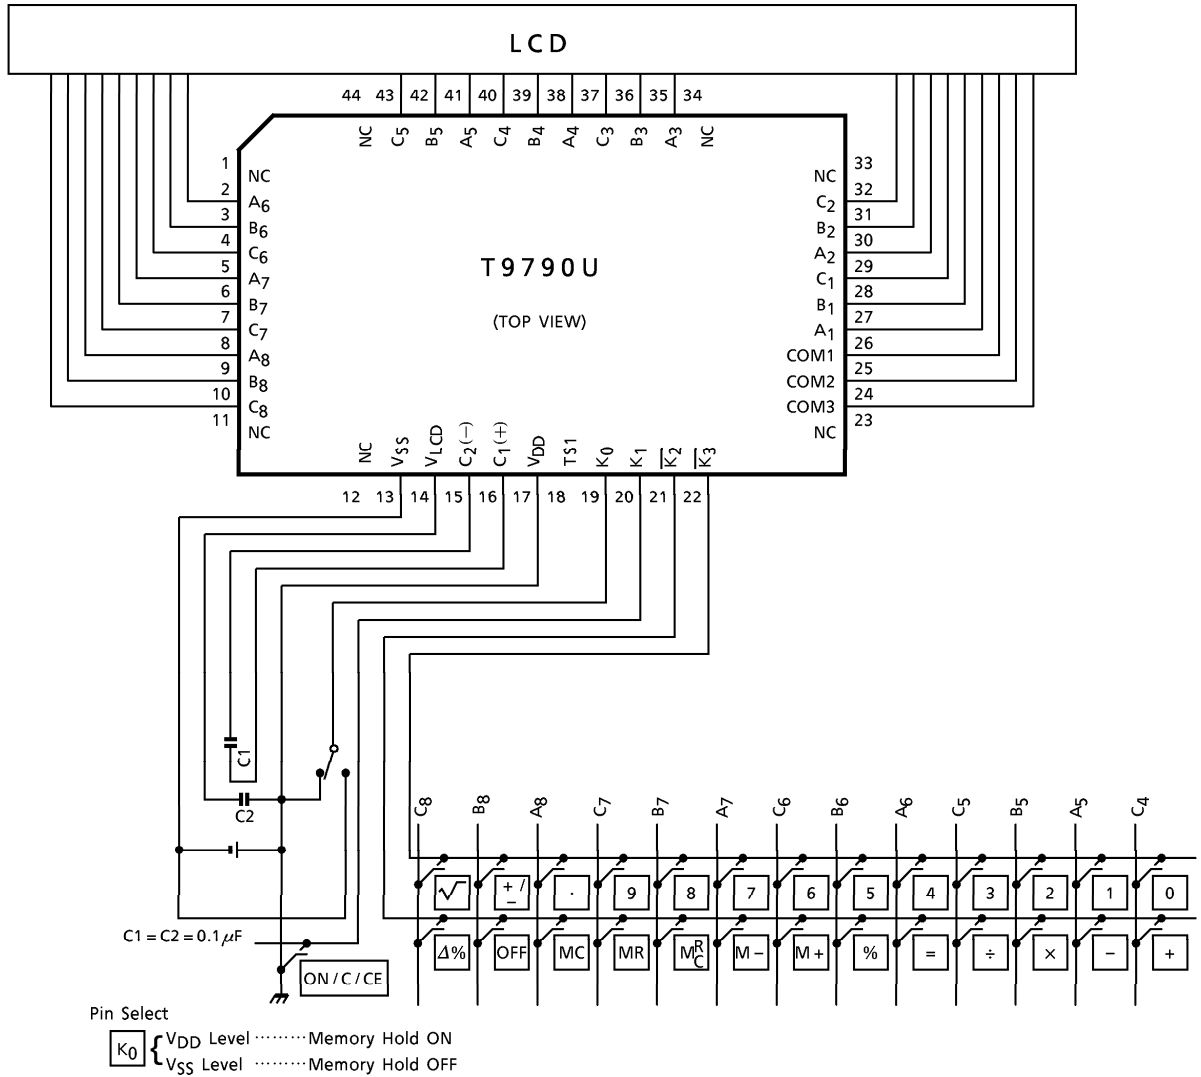 LCD
44 43 42 41 40 39 38 37 36 35 34
NC C5 B5 A5 C4 B4 A4 C3 B3 A3 NC
1 NC
2 A6
3 B6
4 C6
5 A7
6 B7
7 C7
8 A8
9 B8
10 C8
11 NC
T9790U
(TOP VIEW)
33 NC
32 C2
31 B2
30 A2
29 C1
28 B1
27 A1
26 COM1
25 COM2
24 COM3
23 NC
NC VSS VLCD C2(−) C1(+) VDD TS1 K0 K1 K̅2̅ K̅3̅
12 13 14 15 16 17 18 19 20 21 22
C1
C2
C8 B8 A8 C7 B7 A7 C6 B6 A6 C5 B5 A5 C4
√ +/− · 9 8 7 6 5 4 3 2 1 0
Δ% OFF MC MR MRC M− M+ % = ÷ × − +
C1 = C2 = 0.1 μF
ON / C / CE
Pin Select
K0 { VDD Level ········· Memory Hold ON
VSS Level ········· Memory Hold OFF